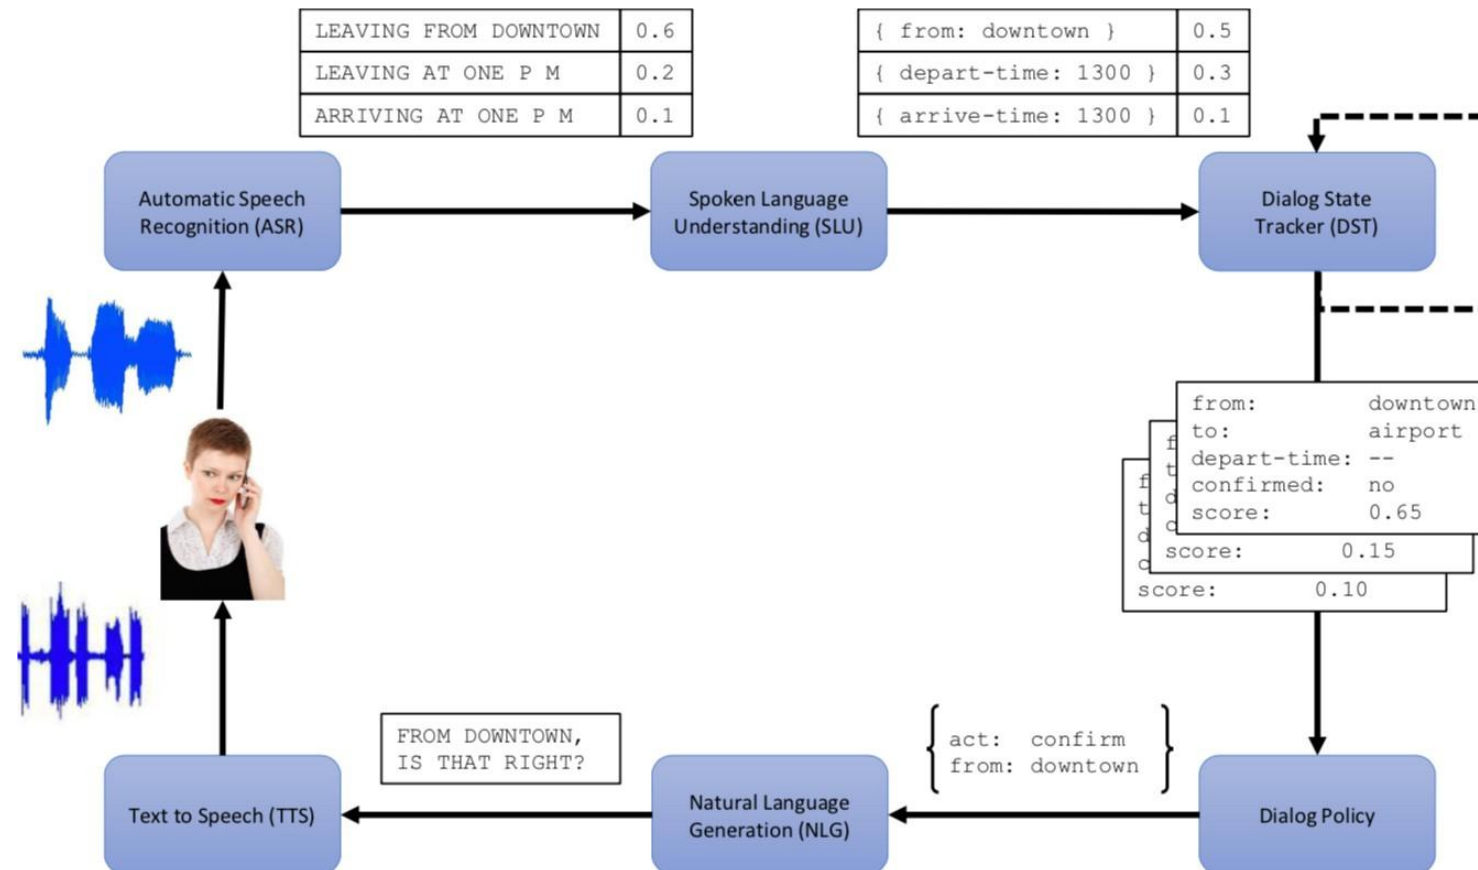 LEAVING FROM DOWNTOWN 0.6
LEAVING AT ONE P M 0.2
ARRIVING AT ONE P M 0.1
{ from: downtown } 0.5
{ depart-time: 1300 } 0.3
{ arrive-time: 1300 } 0.1
Automatic Speech
Recognition (ASR)
Spoken Language
Understanding (SLU)
Dialog State
Tracker (DST)
from: downtown
to: airport
depart-time: --
confirmed: no
score: 0.65
f
t
d
c
score: 0.15
f
t
d
c
score: 0.10
act: confirm
from: downtown
FROM DOWNTOWN,
IS THAT RIGHT?
Text to Speech (TTS)
Natural Language
Generation (NLG)
Dialog Policy